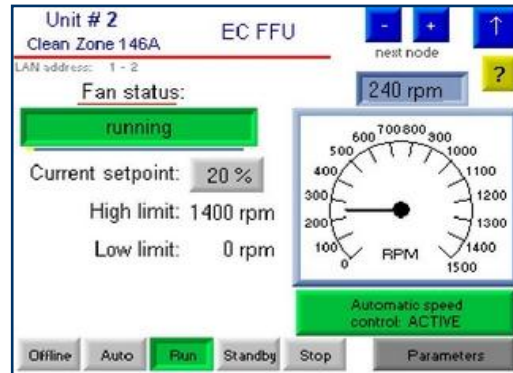 Unit # 2
Clean Zone 146A
EC FFU
-
+
↑
next node
LAN address: 1 - 2
?
Fan status:
240 rpm
running
Current setpoint: 20 %
High limit: 1400 rpm
Low limit: 0 rpm
0
100
200
300
400
500
600
700
800
900
1000
1100
1200
1300
1400
1500
RPM
Automatic speed
control: ACTIVE
Offline
Auto
Run
Standby
Stop
Parameters